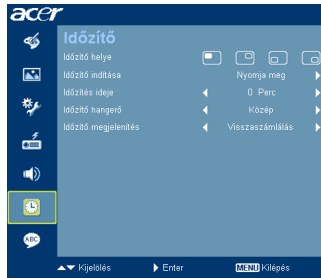 acer
Időzítő
Időzítő helye
Időzítő indítása Nyomja meg
Időzítés ideje 0 Perc
Időzítő hangerő Közép
Időzítő megjelenítés Visszaszámlálás
ABC
Kijelölés Enter MENU Kilépés